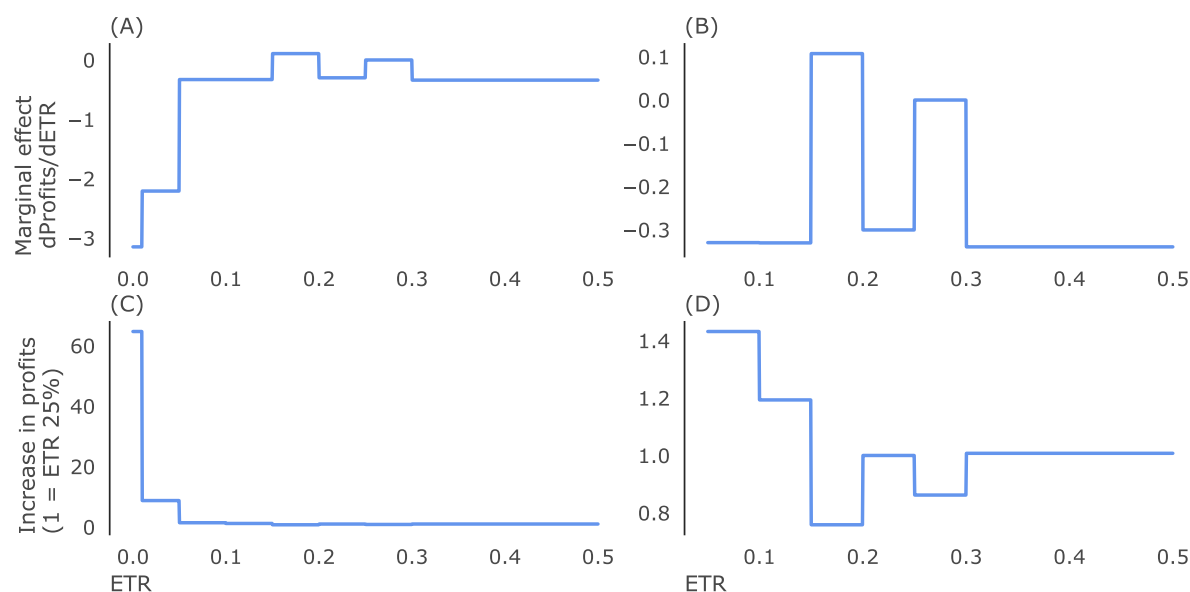 (A)
Marginal effect
dProfits/dETR
0
−1
−2
−3
0.0 0.1 0.2 0.3 0.4 0.5
(B)
0.1
0.0
−0.1
−0.2
−0.3
0.1 0.2 0.3 0.4 0.5
(C)
Increase in profits
(1 = ETR 25%)
60
40
20
0
0.0 0.1 0.2 0.3 0.4 0.5
ETR
(D)
1.4
1.2
1.0
0.8
0.1 0.2 0.3 0.4 0.5
ETR